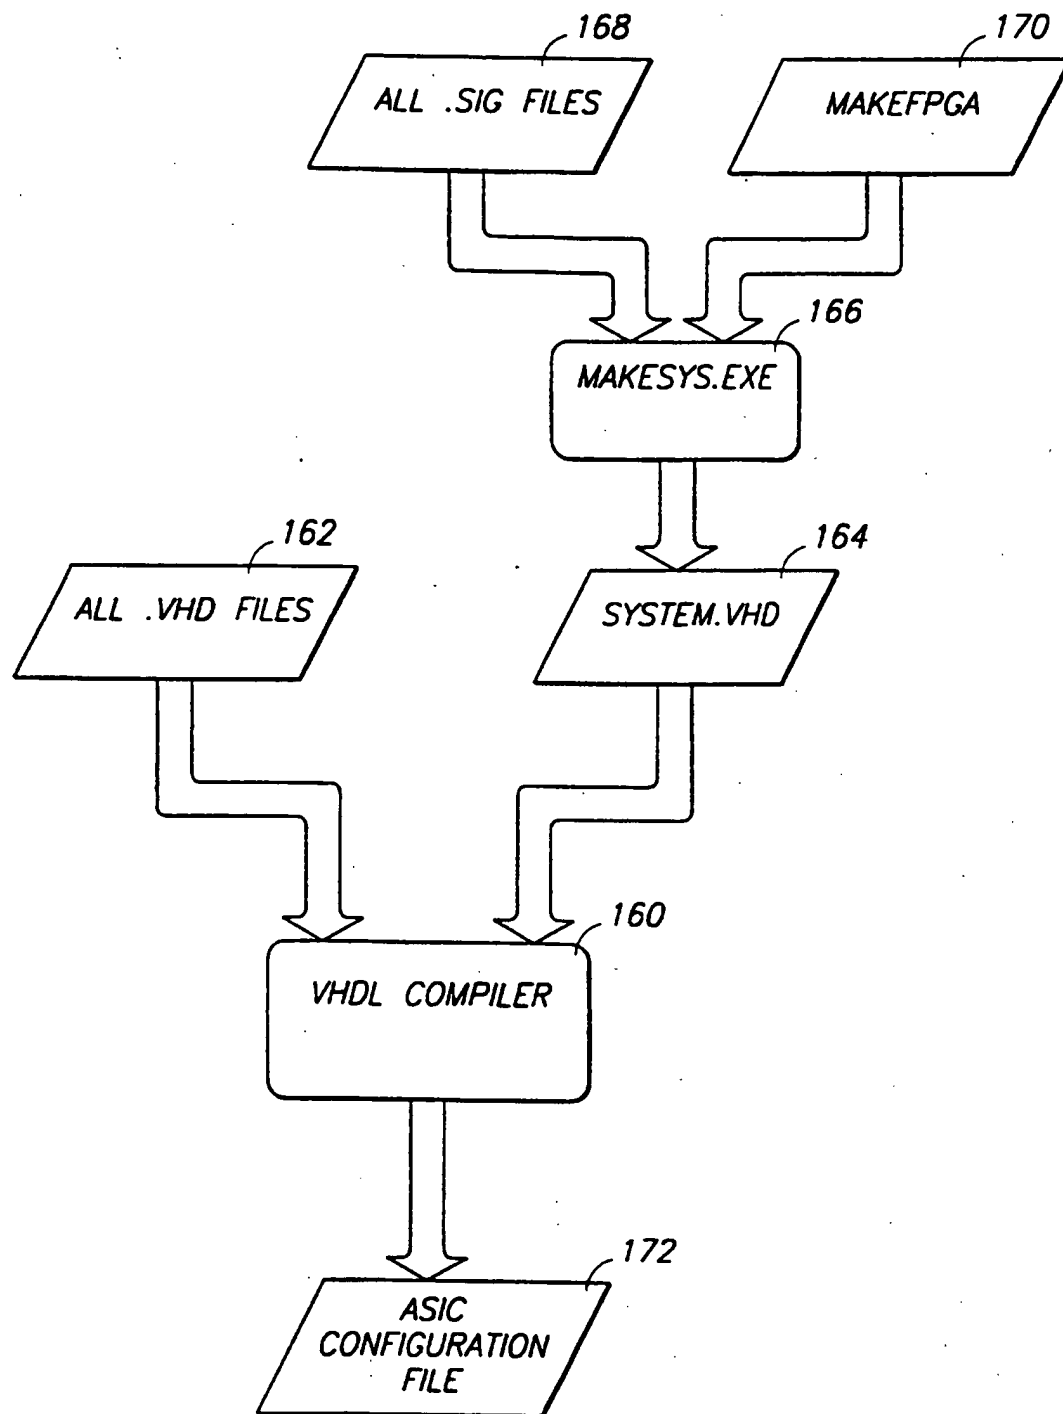 168
170
ALL .SIG FILES
MAKEFPGA
166
MAKESYS.EXE
162
164
ALL .VHD FILES
SYSTEM.VHD
160
VHDL COMPILER
172
ASIC
CONFIGURATION
FILE